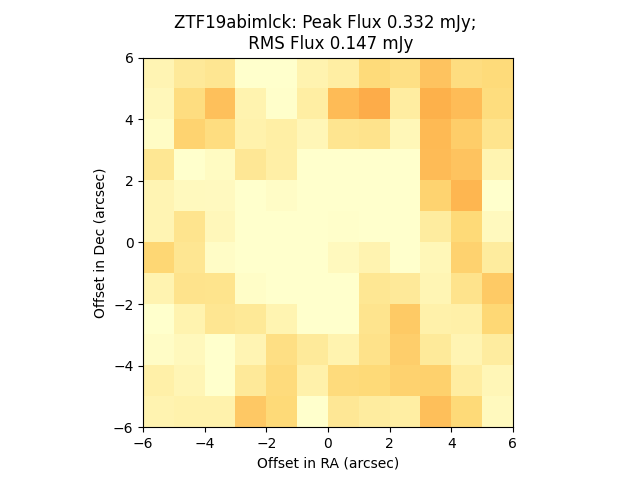 ZTF19abimlck: Peak Flux 0.332 mJy;
RMS Flux 0.147 mJy
6
4
2
0
−2
−4
−6
Offset in Dec (arcsec)
−6 −4 −2 0 2 4 6
Offset in RA (arcsec)